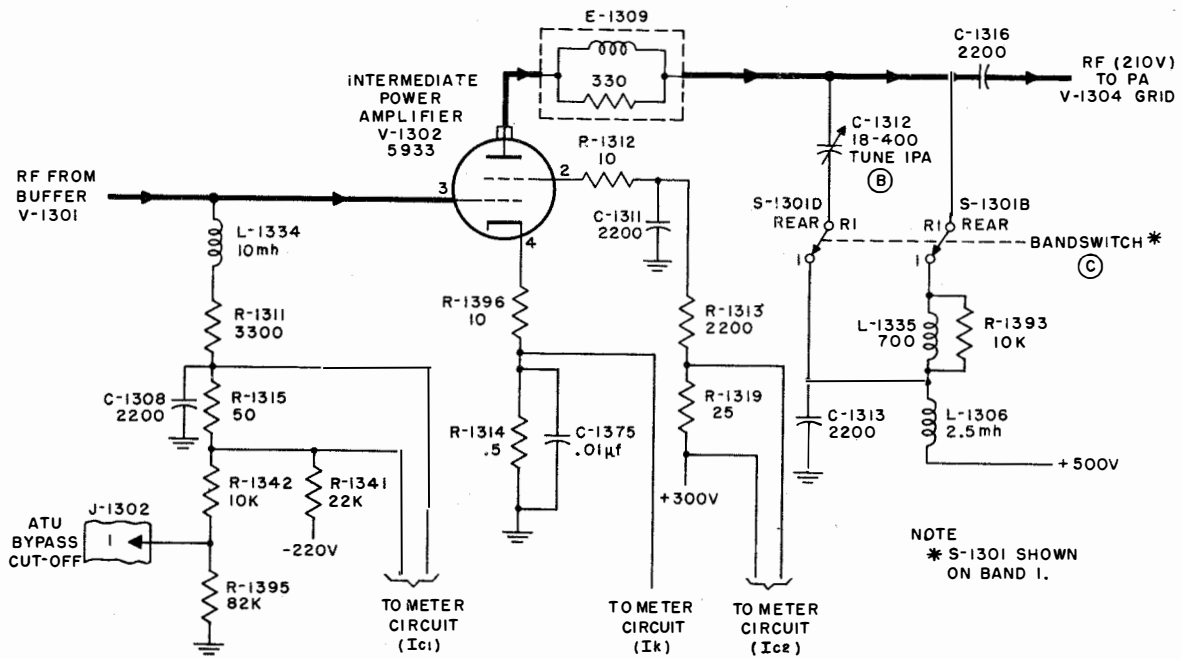 E-1309
330
C-1316
2200
RF (210V)
TO PA
V-1304 GRID
INTERMEDIATE
POWER
AMPLIFIER
V-1302
5933
R-1312
10
2
3
4
C-1312
18-400
TUNE IPA
B
RF FROM
BUFFER
V-1301
C-1311
2200
S-1301D
REAR
R1
1
S-1301B
R1
REAR
1
BANDSWITCH *
C
L-1334
10mh
R-1311
3300
R-1396
10
R-1313
2200
L-1335
700
R-1393
10K
C-1308
2200
R-1315
50
R-1314
.5
C-1375
.01µf
R-1319
25
C-1313
2200
L-1306
2.5mh
+500V
+300V
R-1342
10K
R-1341
22K
-220V
J-1302
1
ATU
BYPASS
CUT-OFF
R-1395
82K
TO METER
CIRCUIT
(Ic1)
TO METER
CIRCUIT
(Ik)
TO METER
CIRCUIT
(Ic2)
NOTE
* S-1301 SHOWN
ON BAND 1.